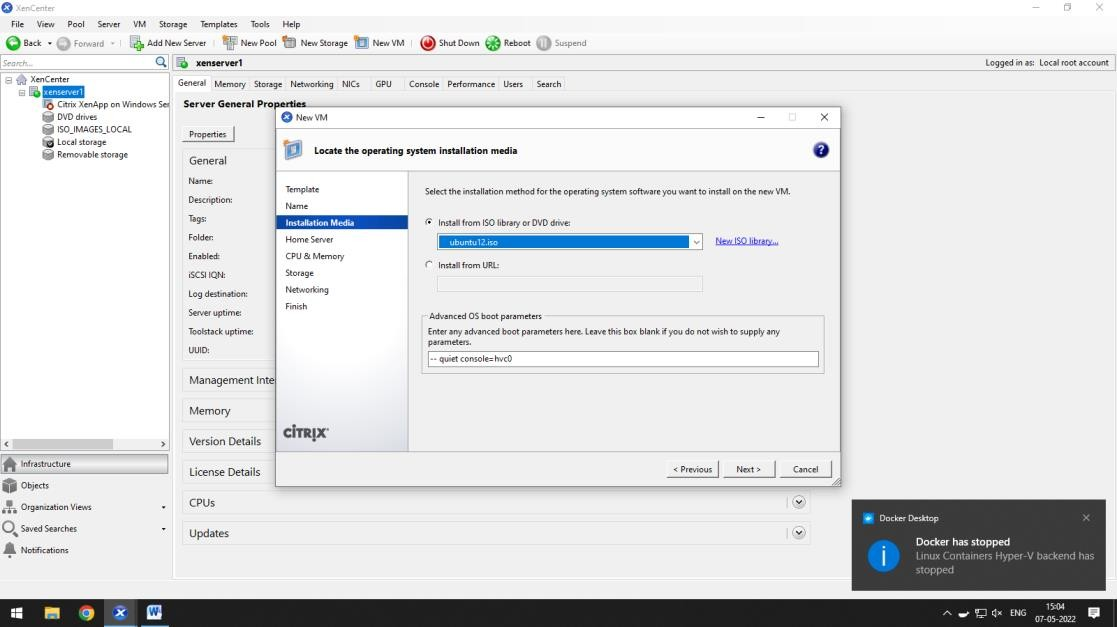 XenCenter
File View Pool Server VM Storage Templates Tools Help
Back Forward Add New Server New Pool New Storage New VM Shut Down Reboot Suspend
Search...
xenserver1
Logged in as: Local root account
XenCenter
xenserver1
Citrix XenApp on Windows Ser
DVD drives
ISO_IMAGES_LOCAL
Local storage
Removable storage
General Memory Storage Networking NICs GPU Console Performance Users Search
Server General Properties
Properties
General
Name:
Description:
Tags:
Folder:
Enabled:
iSCSI IQN:
Log destination:
Server uptime:
Toolstack uptime:
UUID:
Management Inte
Memory
Version Details
License Details
CPUs
Updates
New VM
Locate the operating system installation media
?
Template
Name
Installation Media
Home Server
CPU & Memory
Storage
Networking
Finish
CITRIX
Select the installation method for the operating system software you want to install on the new VM.
Install from ISO library or DVD drive:
ubuntu12.iso
New ISO library...
Install from URL:
Advanced OS boot parameters
Enter any advanced boot parameters here. Leave this box blank if you do not wish to supply any
parameters.
-- quiet console=hvc0
< Previous Next > Cancel
Infrastructure
Objects
Organization Views
Saved Searches
Notifications
Docker Desktop
Docker has stopped
Linux Containers Hyper-V backend has
stopped
ENG
15:04
07-05-2022